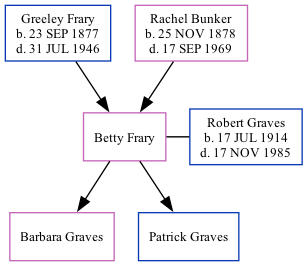 Greeley Frary
b. 23 SEP 1877
d. 31 JUL 1946
Rachel Bunker
b. 25 NOV 1878
d. 17 SEP 1969
Betty Frary
Robert Graves
b. 17 JUL 1914
d. 17 NOV 1985
Barbara Graves
Patrick Graves